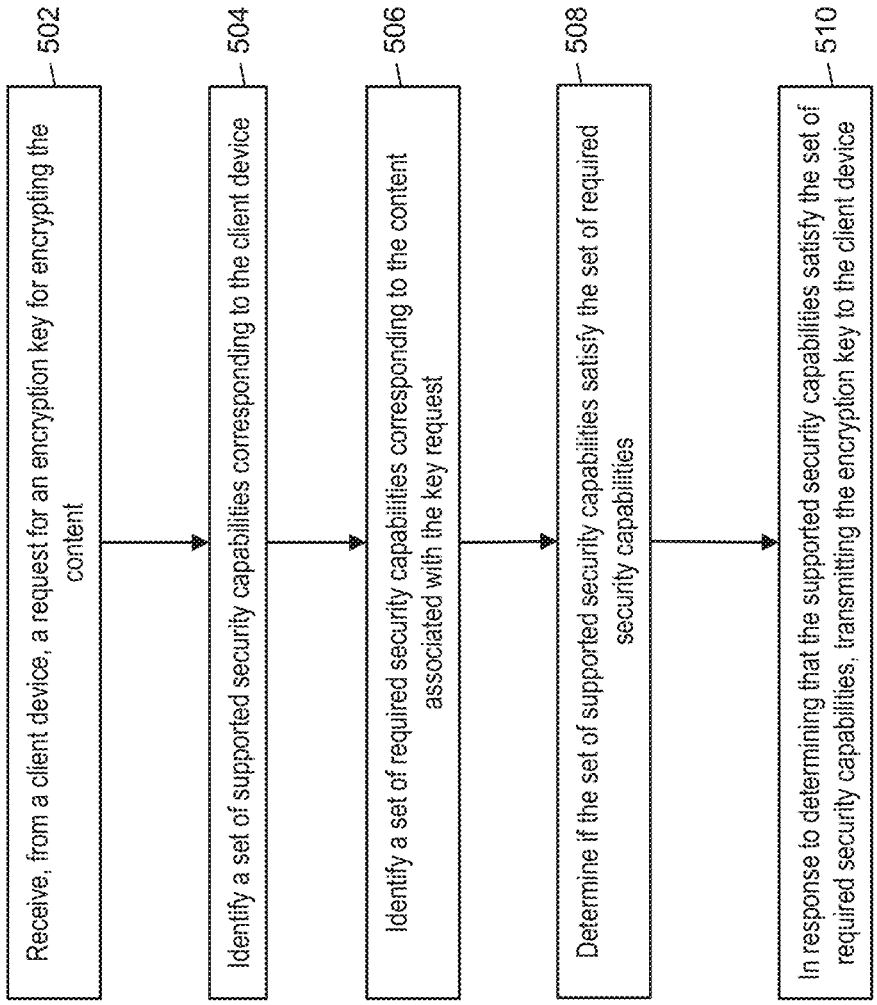 502
Receive, from a client device, a request for an encryption key for encrypting the
content
504
Identify a set of supported security capabilities corresponding to the client device
506
Identify a set of required security capabilities corresponding to the content
associated with the key request
508
Determine if the set of supported security capabilities satisfy the set of required
security capabilities
510
In response to determining that the supported security capabilities satisfy the set of
required security capabilities, transmitting the encryption key to the client device